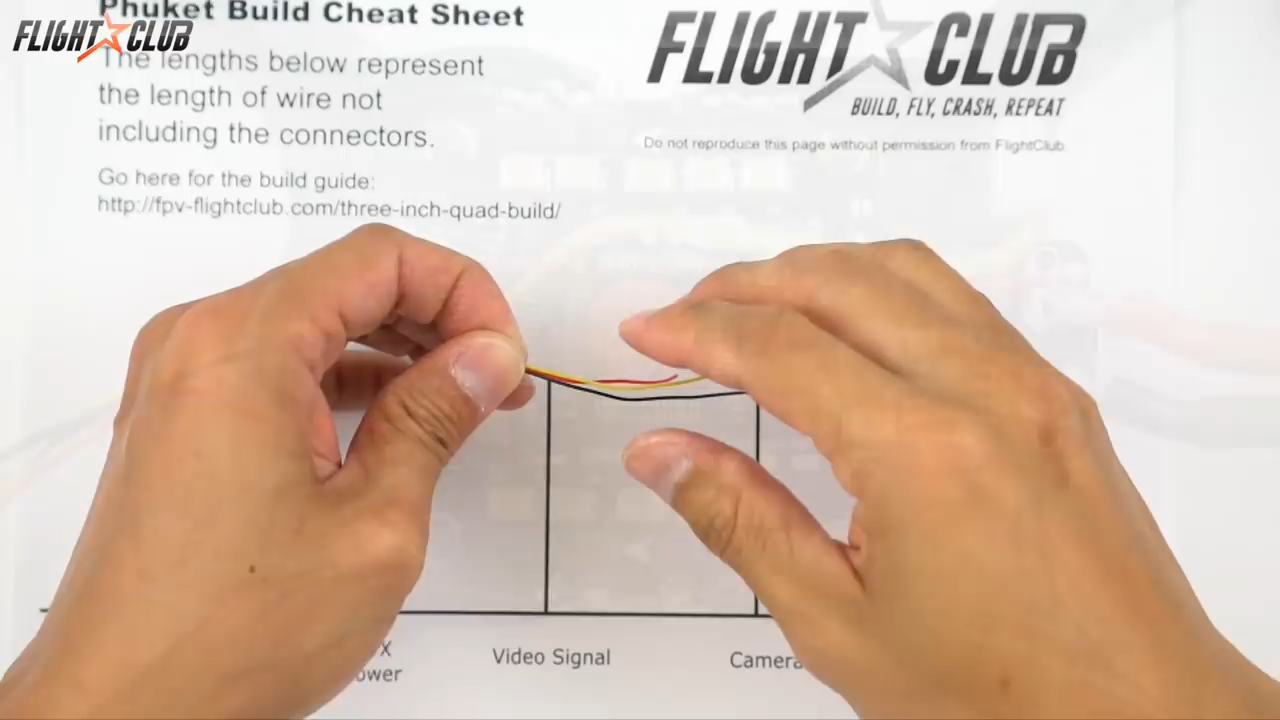 Phuket Build Cheat Sheet
FLIGHT CLUB
The lengths below represent
the length of wire not
including the connectors.
Go here for the build guide:
http://fpv-flightclub.com/three-inch-quad-build/
FLIGHT CLUB
BUILD, FLY, CRASH, REPEAT
Do not reproduce this page without permission from FlightClub
Video Signal
Camera